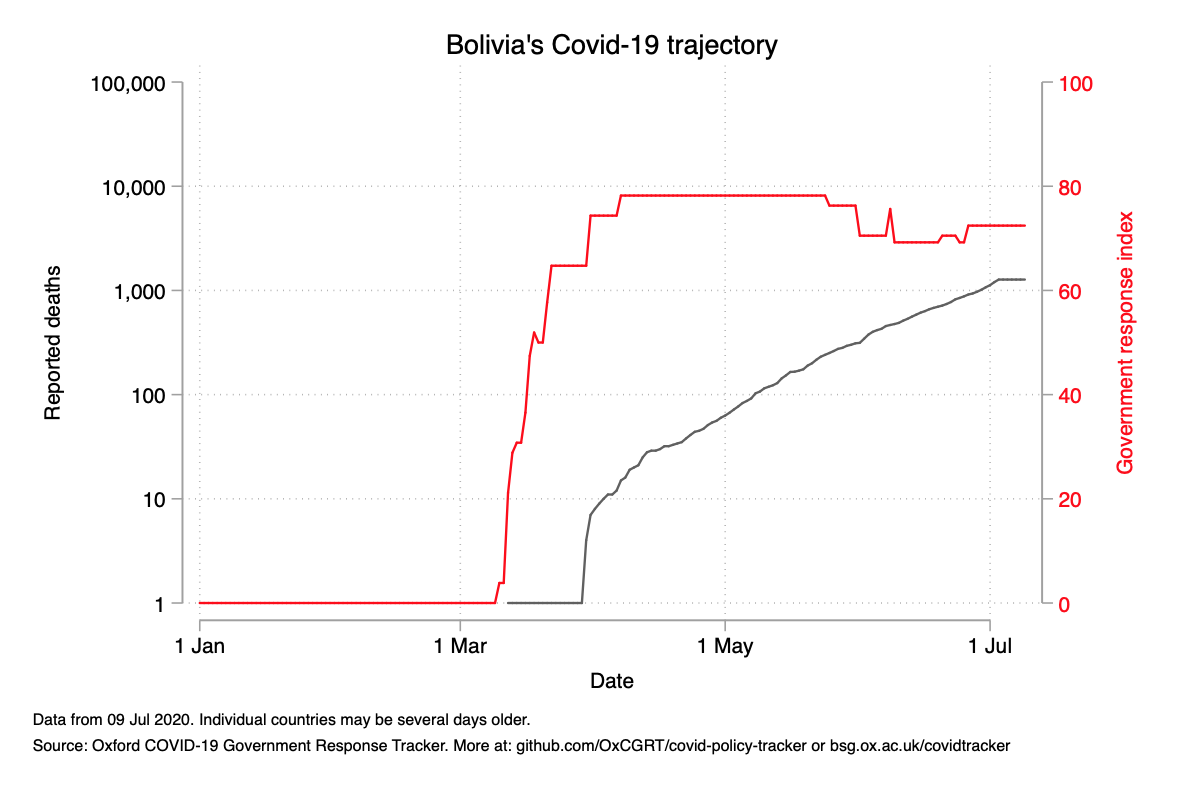 Bolivia's Covid-19 trajectory
100,000
10,000
1,000
100
10
1
Reported deaths
100
80
60
40
20
0
Government response index
1 Jan
1 Mar
1 May
1 Jul
Date
Data from 09 Jul 2020. Individual countries may be several days older.
Source: Oxford COVID-19 Government Response Tracker. More at: github.com/OxCGRT/covid-policy-tracker or bsg.ox.ac.uk/covidtracker